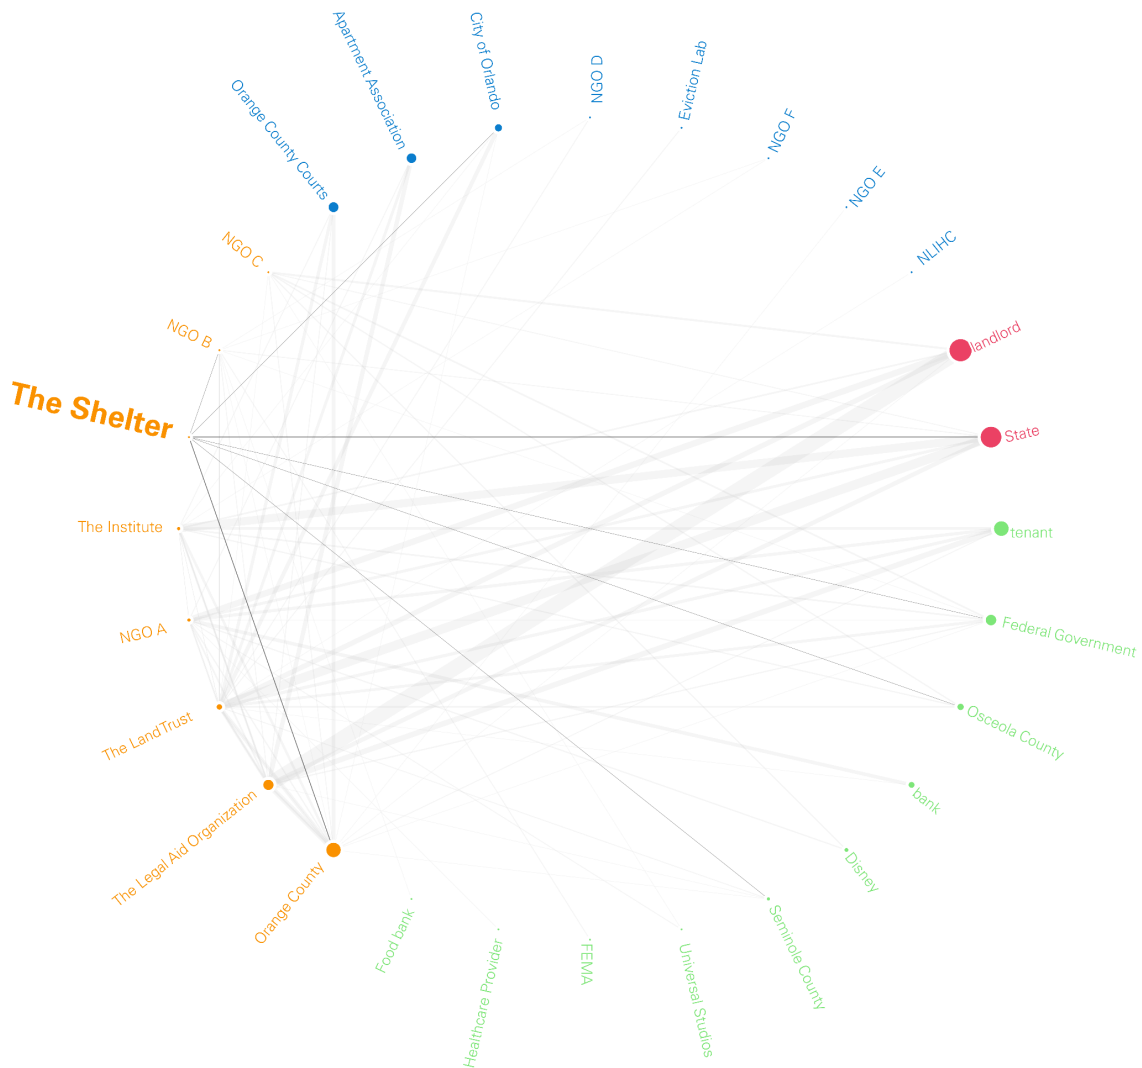 Apartment Association
City of Orlando
NGO D
Eviction Lab
NGO F
NGO E
NLIHC
Orange County Courts
NGO C
NGO B
The Shelter
The Institute
NGO A
The LandTrust
The Legal Aid Organization
Orange County
landlord
State
tenant
Federal Government
Osceola County
bank
Disney
Seminole County
Universal Studios
FEMA
Healthcare Provider
Food bank